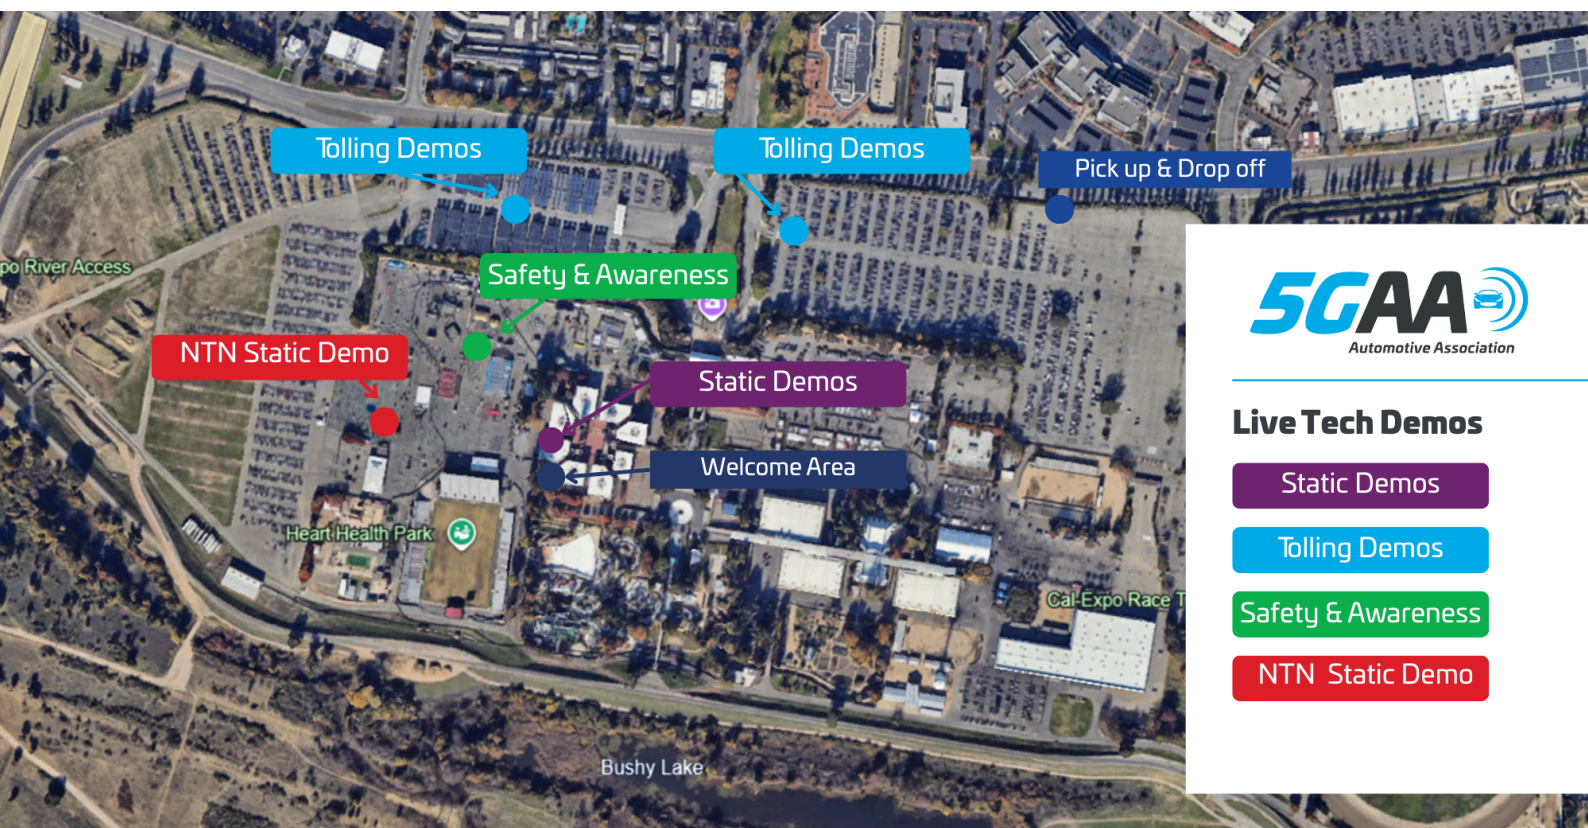 Tolling Demos
Tolling Demos
Pick up & Drop off
po River Access
Safety & Awareness
NTN Static Demo
Static Demos
Welcome Area
Heart Health Park
Cal-Expo Race T
Bushy Lake
5GAA
Automotive Association
Live Tech Demos
Static Demos
Tolling Demos
Safety & Awareness
NTN Static Demo